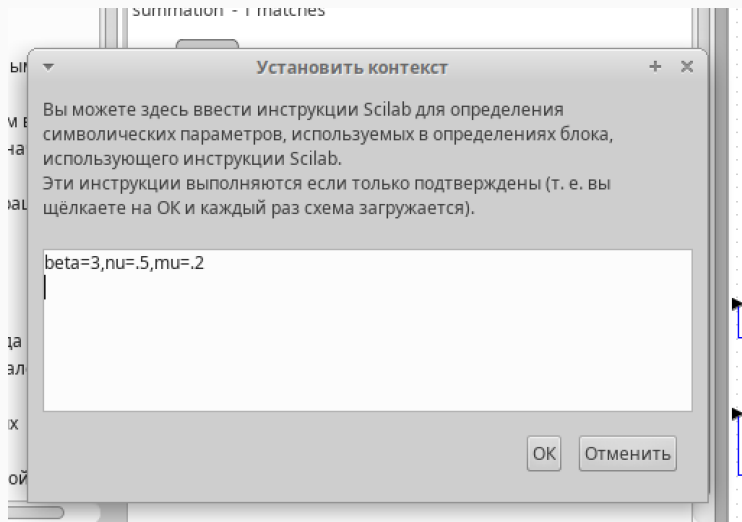 summation - 1 matches
Установить контекст
Вы можете здесь ввести инструкции Scilab для определения
символических параметров, используемых в определениях блока,
использующего инструкции Scilab.
Эти инструкции выполняются если только подтверждены (т. е. вы
щёлкаете на ОК и каждый раз схема загружается).
beta=3,nu=.5,mu=.2
ОК
Отменить